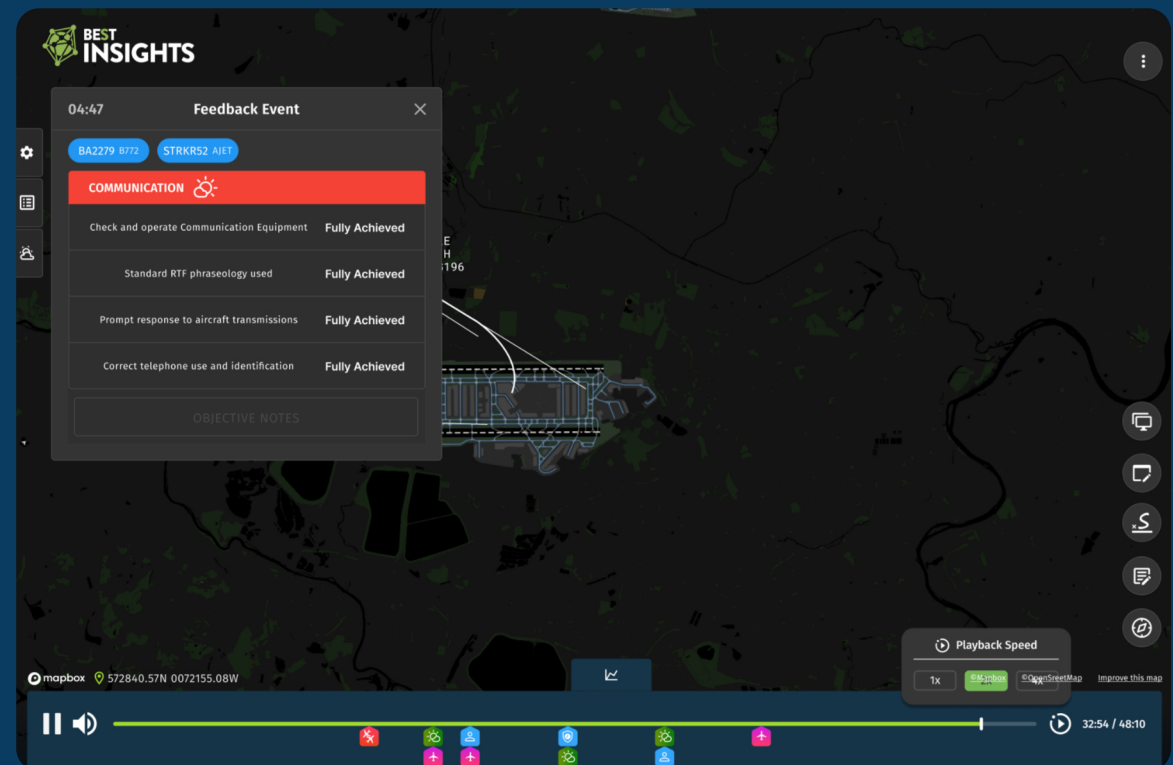 BEST
INSIGHTS
04:47 Feedback Event
BA2279 B772 STRKR52 AJET
COMMUNICATION
Check and operate Communication Equipment Fully Achieved
Standard RTF phraseology used Fully Achieved
Prompt response to aircraft transmissions Fully Achieved
Correct telephone use and identification Fully Achieved
OBJECTIVE NOTES
E
H
196
Playback Speed
1x 4x
©Mapbox ©OpenStreetMap Improve this map
mapbox 572840.57N 0072155.08W
32:54 / 48:10